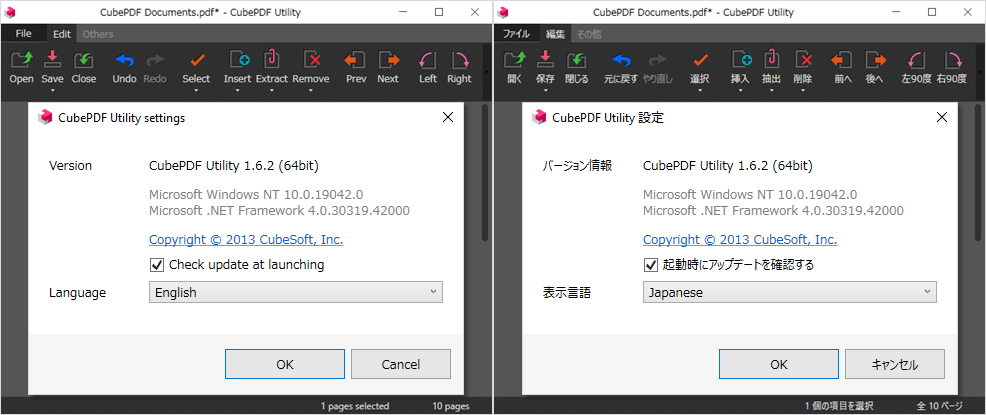 CubePDF Documents.pdf* - CubePDF Utility
File Edit Others
Open Save Close Undo Redo Select Insert Extract Remove Prev Next Left Right
CubePDF Utility settings
Version CubePDF Utility 1.6.2 (64bit)
Microsoft Windows NT 10.0.19042.0
Microsoft .NET Framework 4.0.30319.42000
Copyright © 2013 CubeSoft, Inc.
Check update at launching
Language English
OK Cancel
1 pages selected 10 pages
CubePDF Documents.pdf* - CubePDF Utility
ファイル 編集 その他
開く 保存 閉じる 元に戻す やり直し 選択 挿入 抽出 削除 前へ 後へ 左90度 右90度
CubePDF Utility 設定
バージョン情報 CubePDF Utility 1.6.2 (64bit)
Microsoft Windows NT 10.0.19042.0
Microsoft .NET Framework 4.0.30319.42000
Copyright © 2013 CubeSoft, Inc.
起動時にアップデートを確認する
表示言語 Japanese
OK キャンセル
1 個の項目を選択 全 10 ページ